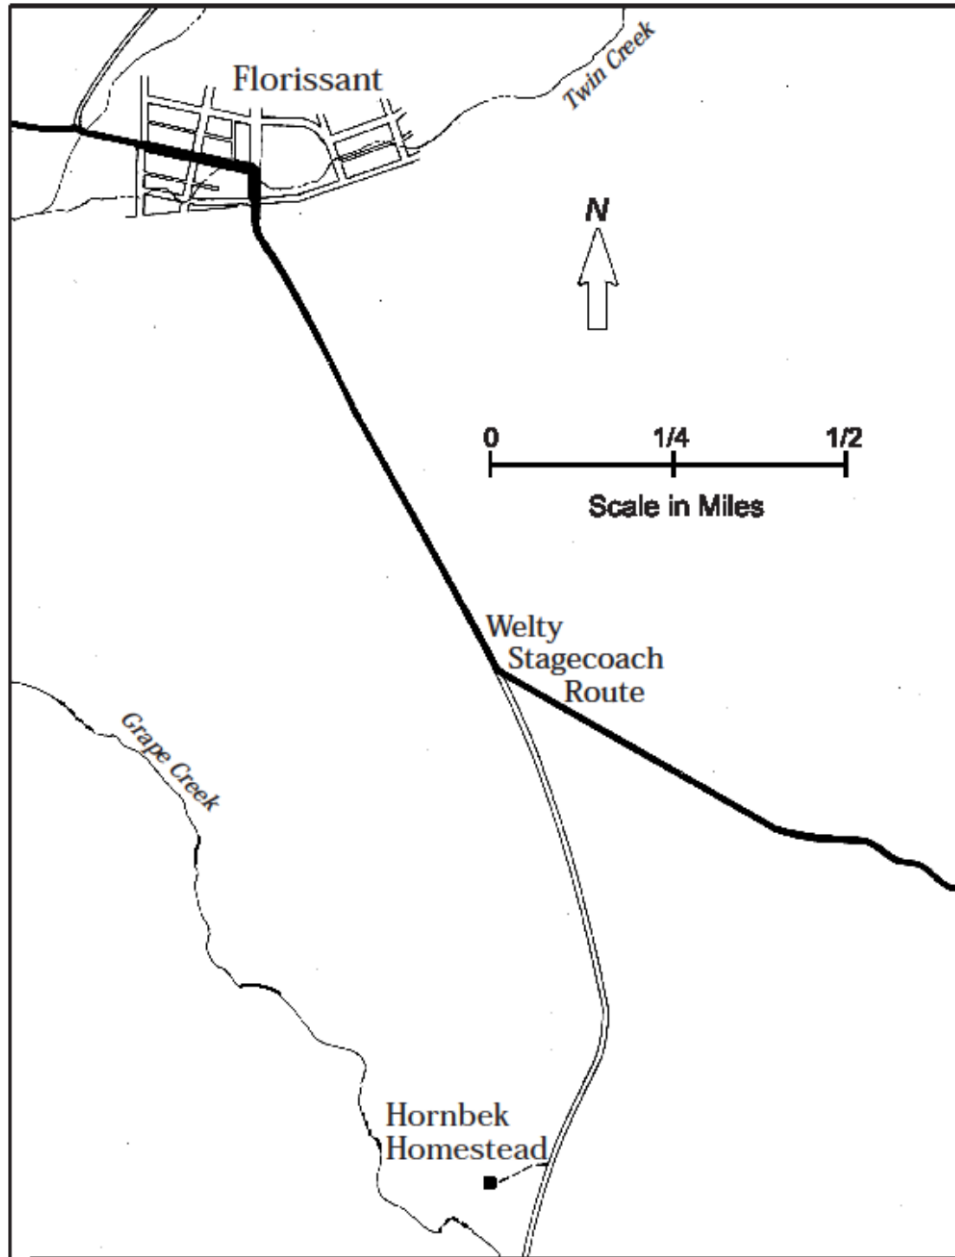 Florissant
Twin Creek
N
0 1/4 1/2
Scale in Miles
Welty
Stagecoach
Route
Grape Creek
Hornbek
Homestead